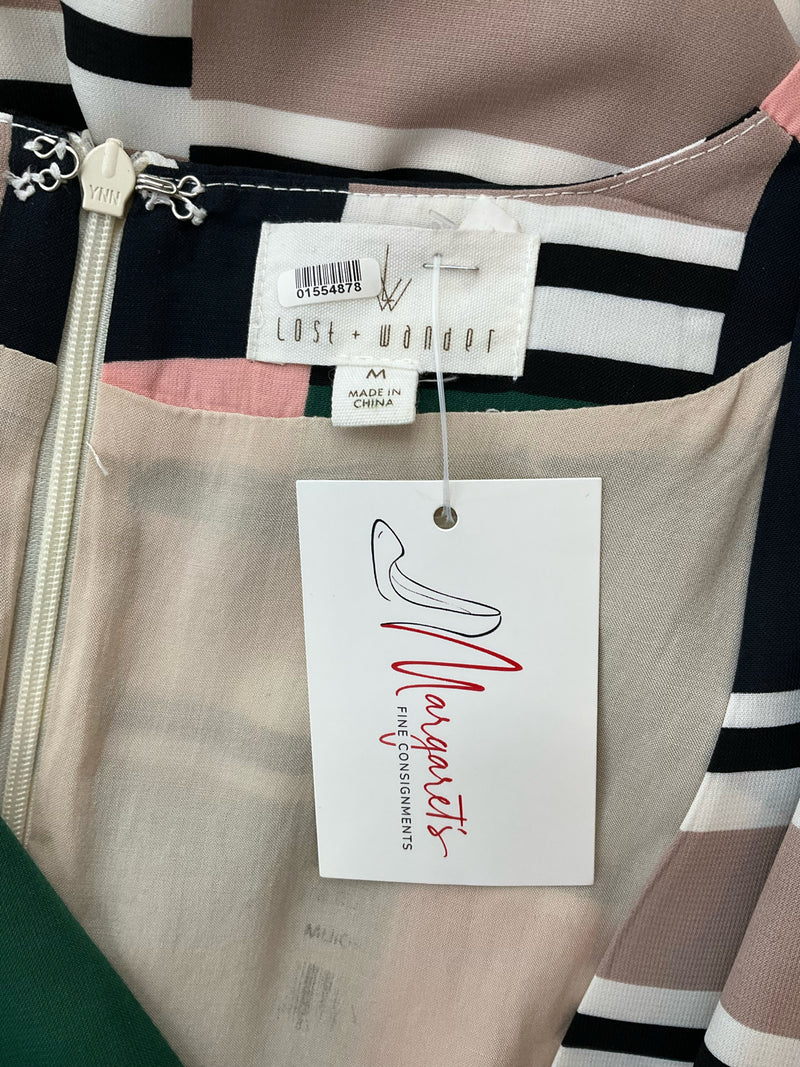 YNN
01554878
Lost + Wander
M
MADE IN
CHINA
Margaret's
FINE CONSIGNMENTS